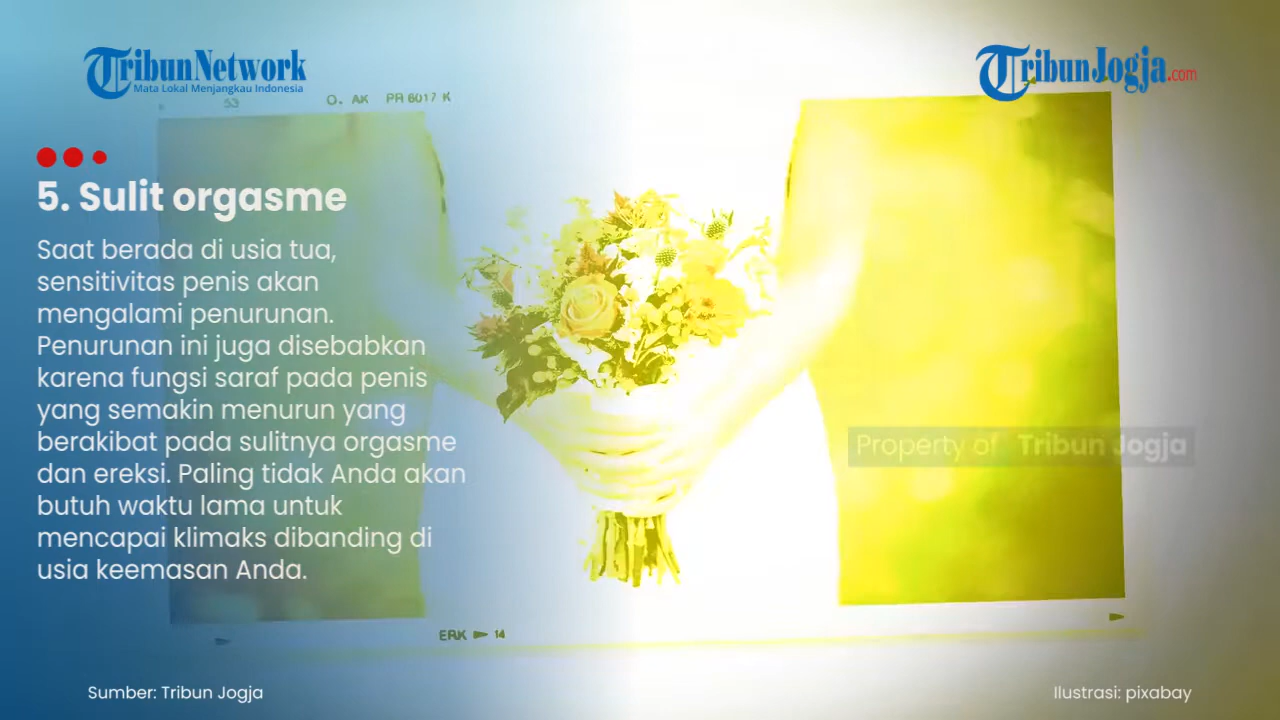 TribunNetwork
Mata Lokal Menjangkau Indonesia
TribunJogja.com
53
O. AK PR 6017 K
5. Sulit orgasme
Saat berada di usia tua,
sensitivitas penis akan
mengalami penurunan.
Penurunan ini juga disebabkan
karena fungsi saraf pada penis
yang semakin menurun yang
berakibat pada sulitnya orgasme
dan ereksi. Paling tidak Anda akan
butuh waktu lama untuk
mencapai klimaks dibanding di
usia keemasan Anda.
Property of Tribun Jogja
ERK 14
Sumber: Tribun Jogja
Ilustrasi: pixabay